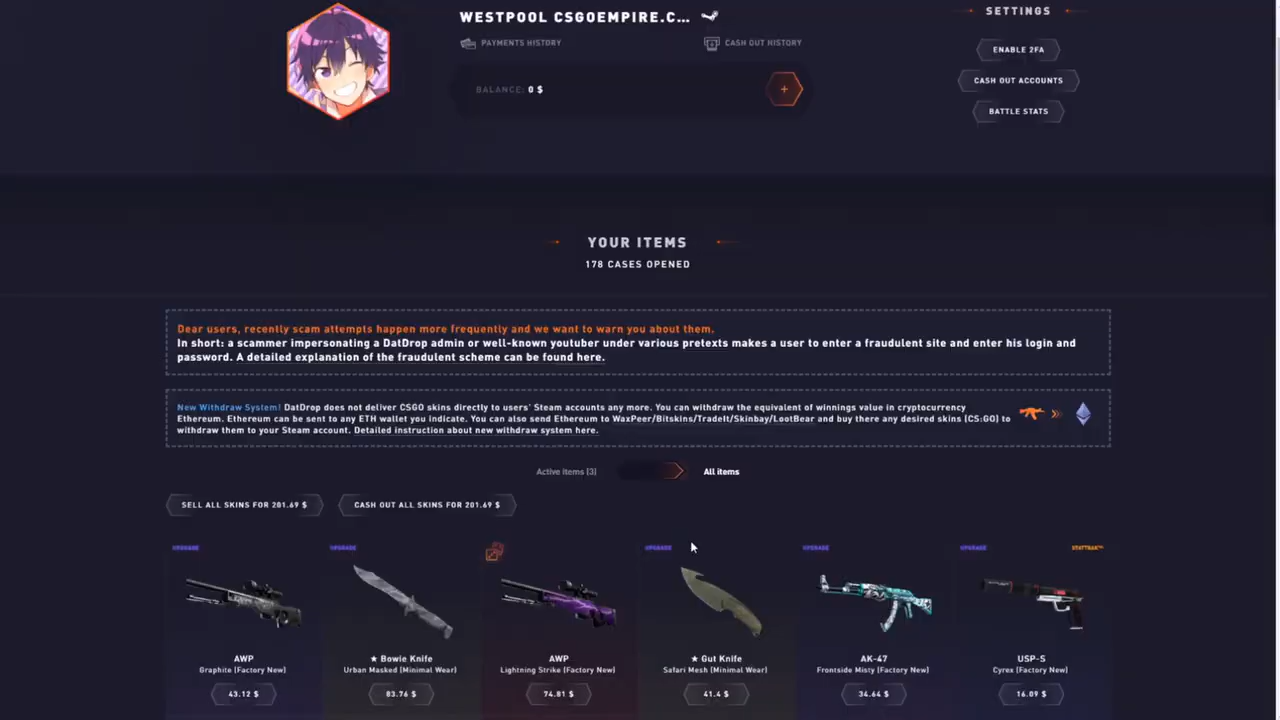 WESTPOOL CSGOEMPIRE.C...
SETTINGS
PAYMENTS HISTORY
CASH OUT HISTORY
ENABLE 2FA
BALANCE: 0 $
+
CASH OUT ACCOUNTS
BATTLE STATS
YOUR ITEMS
178 CASES OPENED
Dear users, recently scam attempts happen more frequently and we want to warn you about them.
In short: a scammer impersonating a DatDrop admin or well-known youtuber under various pretexts makes a user to enter a fraudulent site and enter his login and
password. A detailed explanation of the fraudulent scheme can be found here.
New Withdraw System! DatDrop does not deliver CSGO skins directly to users' Steam accounts any more. You can withdraw the equivalent of winnings value in cryptocurrency
Ethereum. Ethereum can be sent to any ETH wallet you indicate. You can also send Ethereum to WaxPeer/Bitskins/TradeIt/Skinbay/LootBear and buy there any desired skins (CS:GO) to
withdraw them to your Steam account. Detailed instruction about new withdraw system here.
Active Items (3)
All items
SELL ALL SKINS FOR 201.69 $
CASH OUT ALL SKINS FOR 201.69 $
UPGRADE
UPGRADE
UPGRADE
UPGRADE
UPGRADE
STATTRAK™
AWP
Graphite (Factory New)
43.12 $
★ Bowie Knife
Urban Masked (Minimal Wear)
83.76 $
AWP
Lightning Strike (Factory New)
74.81 $
★ Gut Knife
Safari Mesh (Minimal Wear)
41.4 $
AK-47
Frontside Misty (Factory New)
34.64 $
USP-S
Cyrex (Factory New)
16.09 $